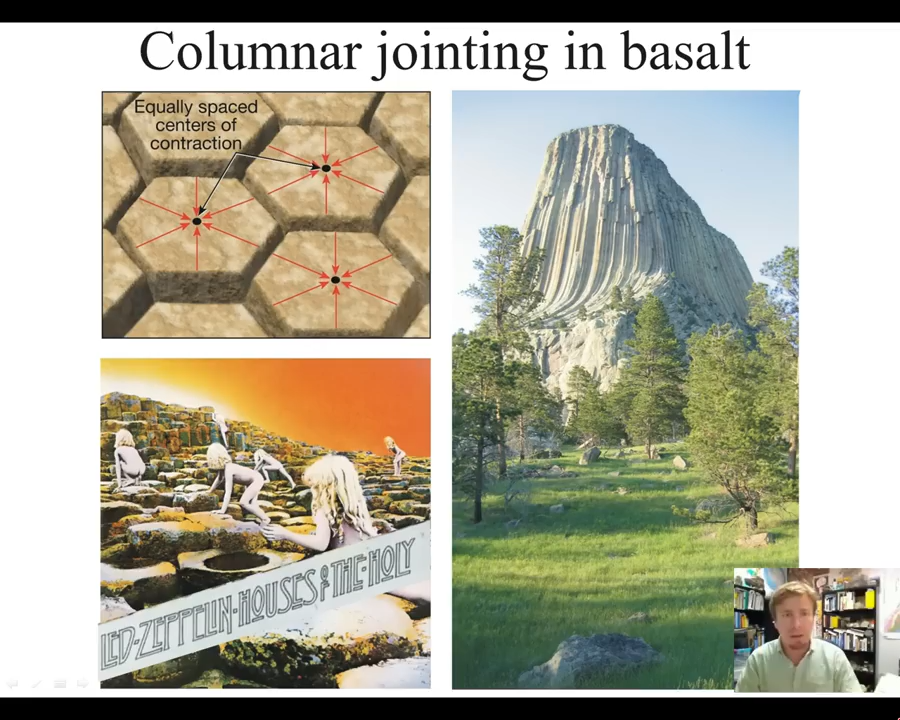 Columnar jointing in basalt
Equally spaced
centers of
contraction
LED·ZEPPELIN·HOUSES OF·THE·HOLY